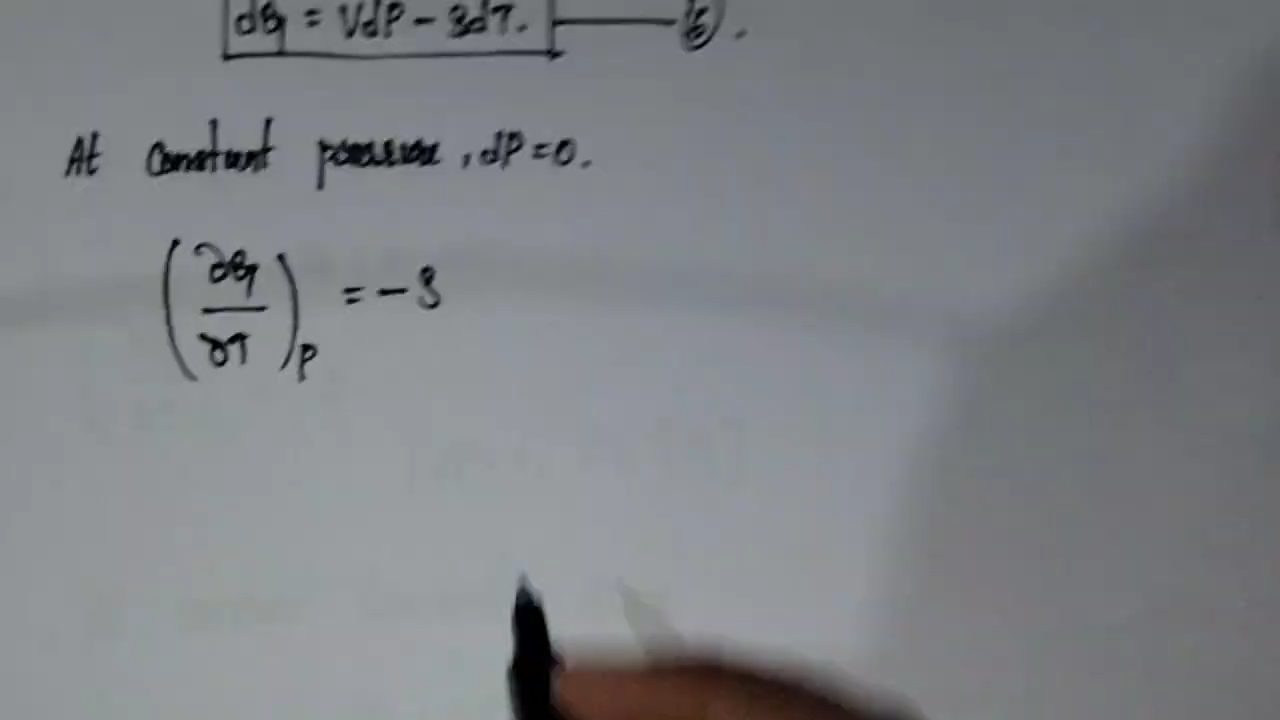 dG = VdP - SdT. —— ⑤.
At constant pressure, dP = 0.
(∂G/∂T)P = - S